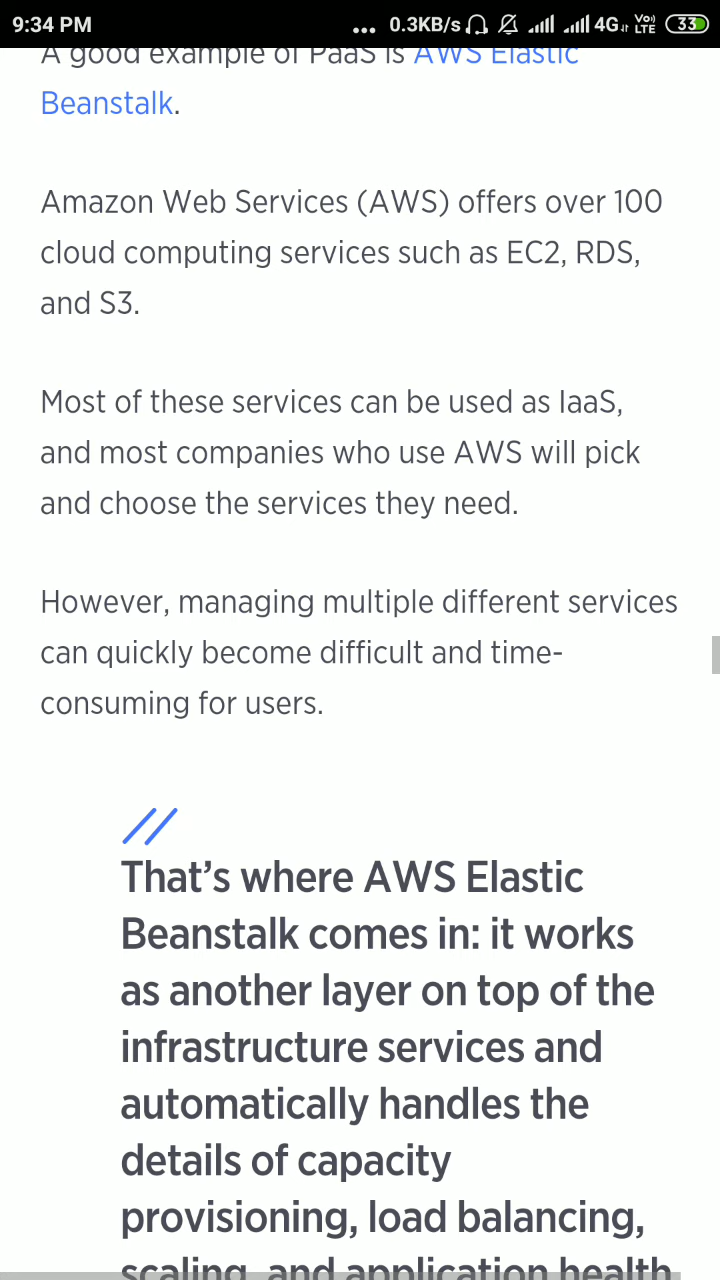 9:34 PM ... 0.3KB/s 4G Vo) LTE 33
A good example of PaaS is AWS Elastic
Beanstalk.
Amazon Web Services (AWS) offers over 100
cloud computing services such as EC2, RDS,
and S3.
Most of these services can be used as IaaS,
and most companies who use AWS will pick
and choose the services they need.
However, managing multiple different services
can quickly become difficult and time-
consuming for users.
//
That’s where AWS Elastic
Beanstalk comes in: it works
as another layer on top of the
infrastructure services and
automatically handles the
details of capacity
provisioning, load balancing,
scaling, and application health